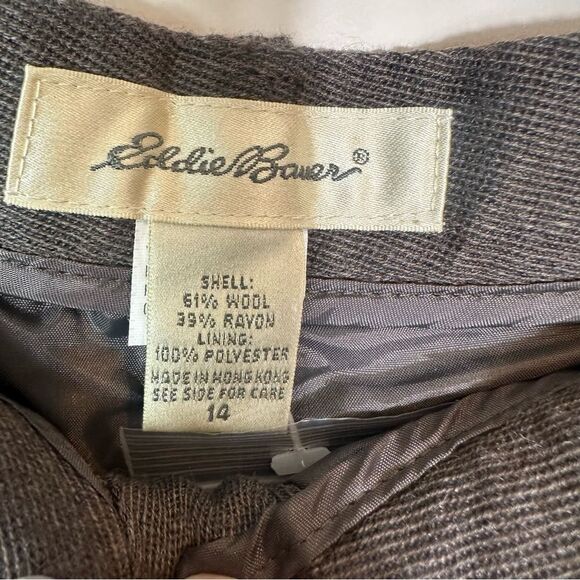 Eddie Bauer®
SHELL:
61% WOOL
39% RAYON
LINING:
100% POLYESTER
MADE IN HONG KONG
SEE SIDE FOR CARE
14